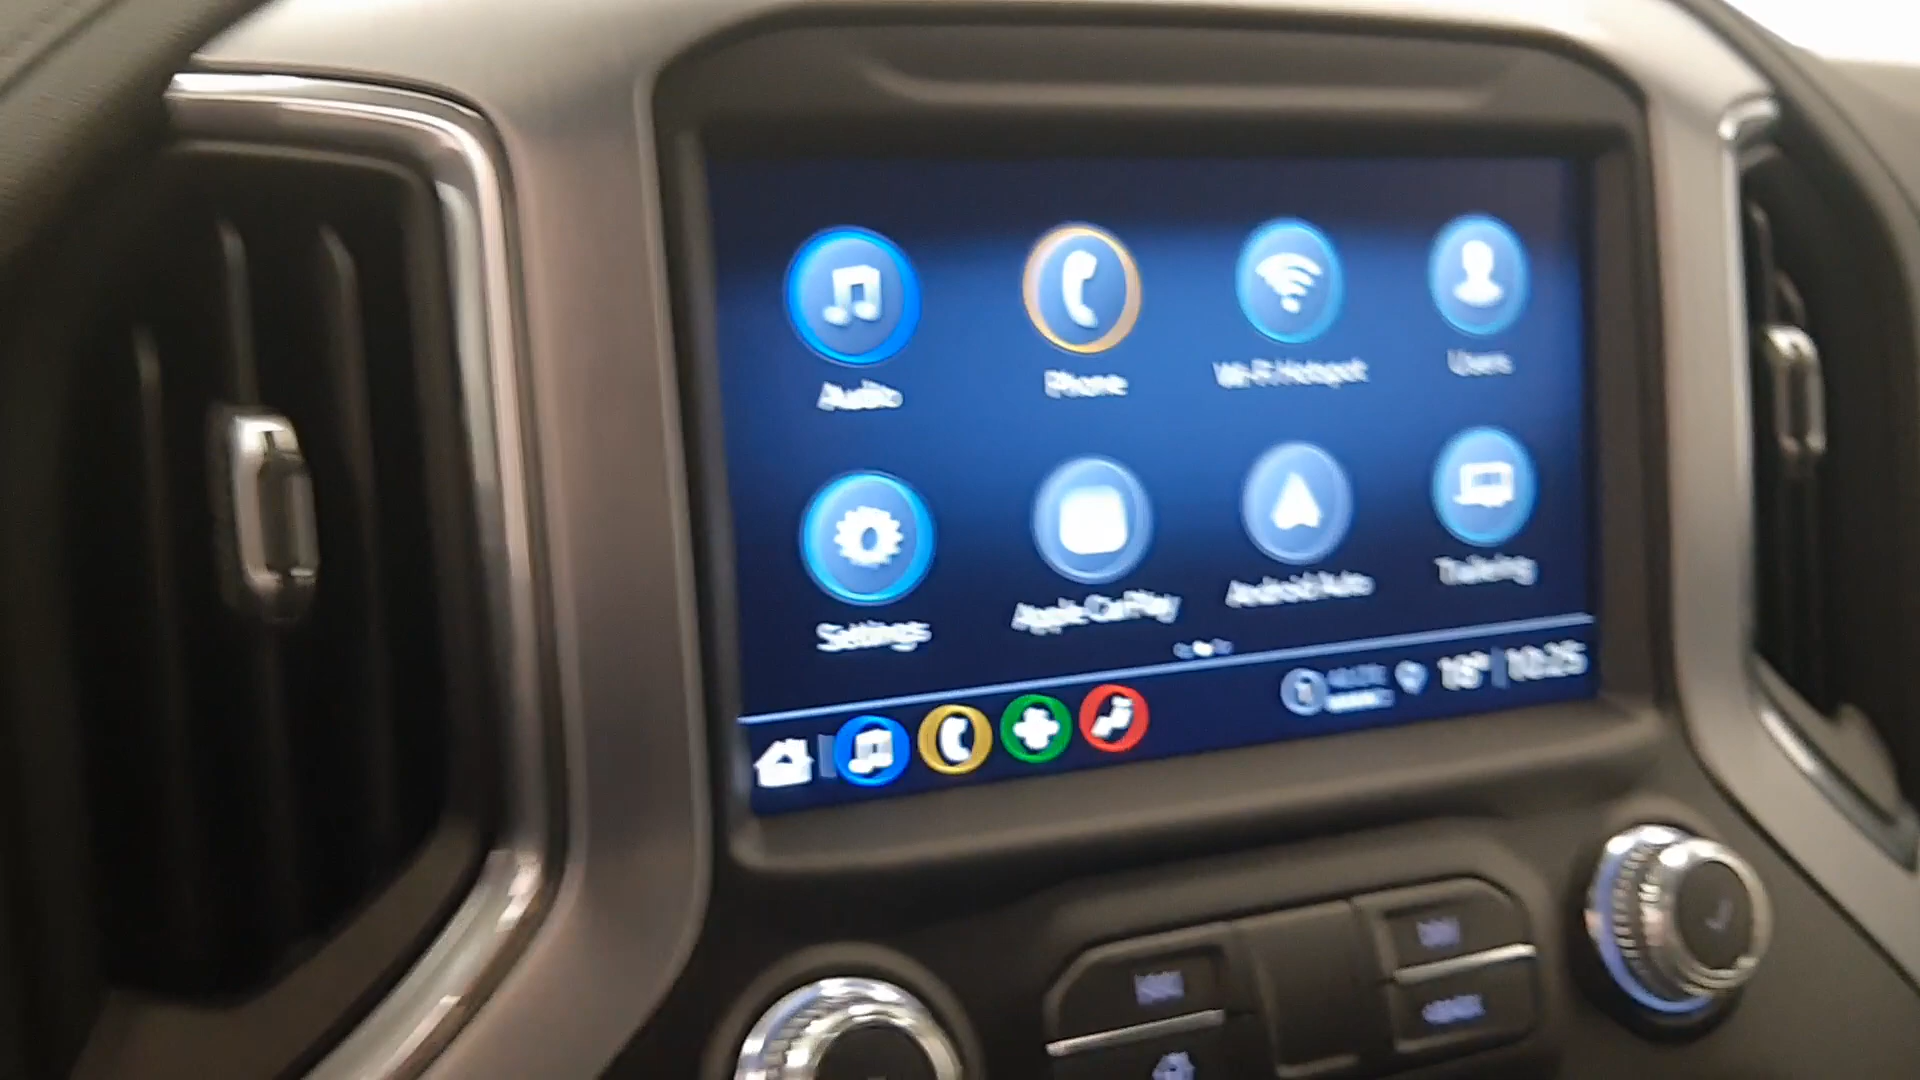 Audio Phone Wi-Fi Hotspot Users
Settings Apple CarPlay Android Auto Trailering
18° 10:25